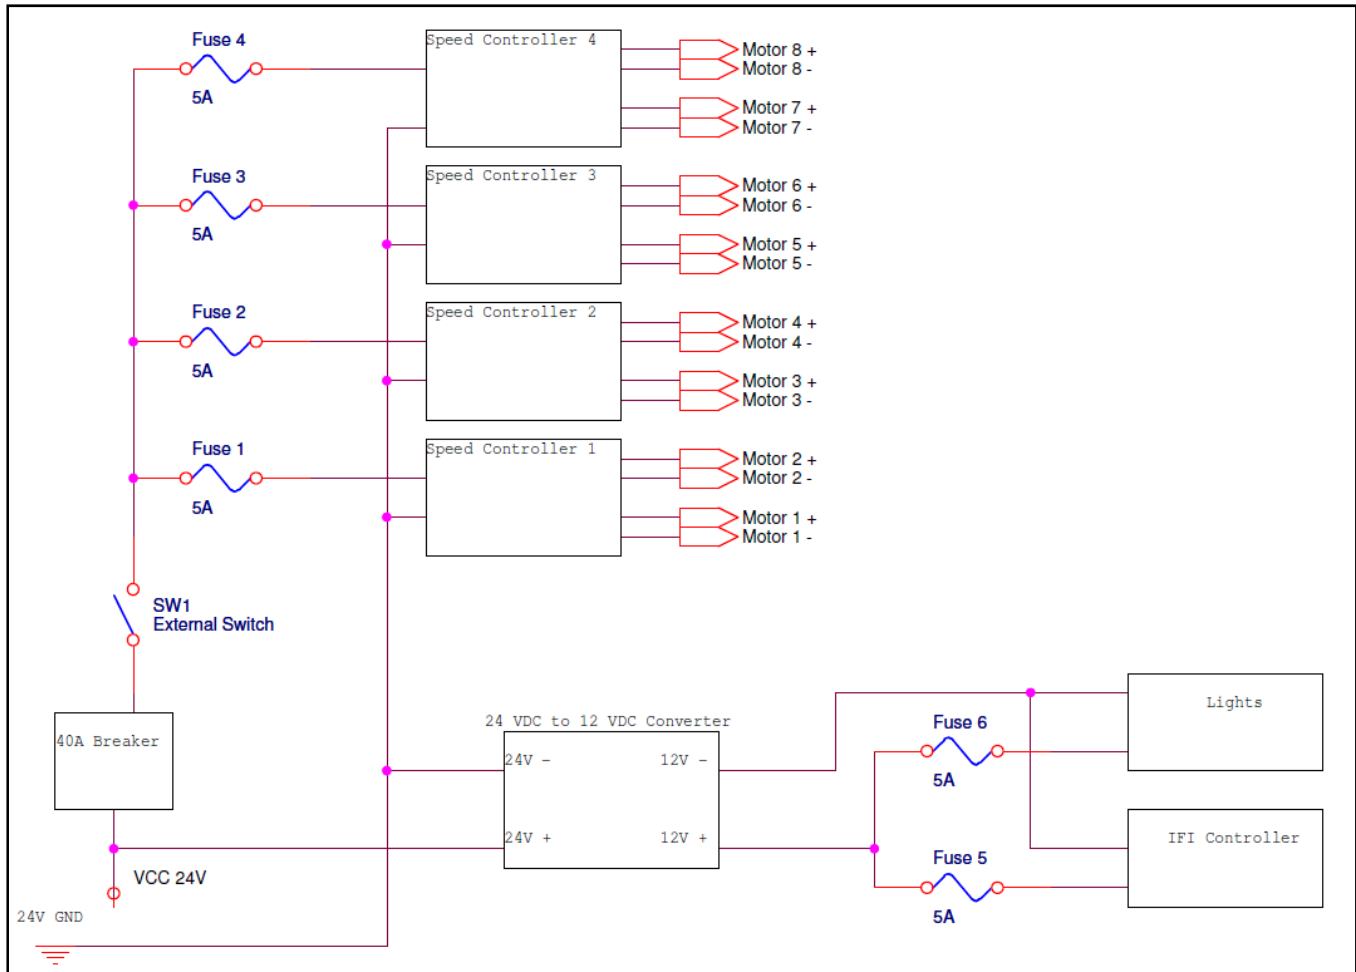 Fuse 4
5A
Speed Controller 4
Motor 8 +
Motor 8 -
Motor 7 +
Motor 7 -
Fuse 3
5A
Speed Controller 3
Motor 6 +
Motor 6 -
Motor 5 +
Motor 5 -
Fuse 2
5A
Speed Controller 2
Motor 4 +
Motor 4 -
Motor 3 +
Motor 3 -
Fuse 1
5A
Speed Controller 1
Motor 2 +
Motor 2 -
Motor 1 +
Motor 1 -
SW1
External Switch
40A Breaker
VCC 24V
24V GND
24 VDC to 12 VDC Converter
24V -
12V -
24V +
12V +
Fuse 6
5A
Lights
Fuse 5
5A
IFI Controller